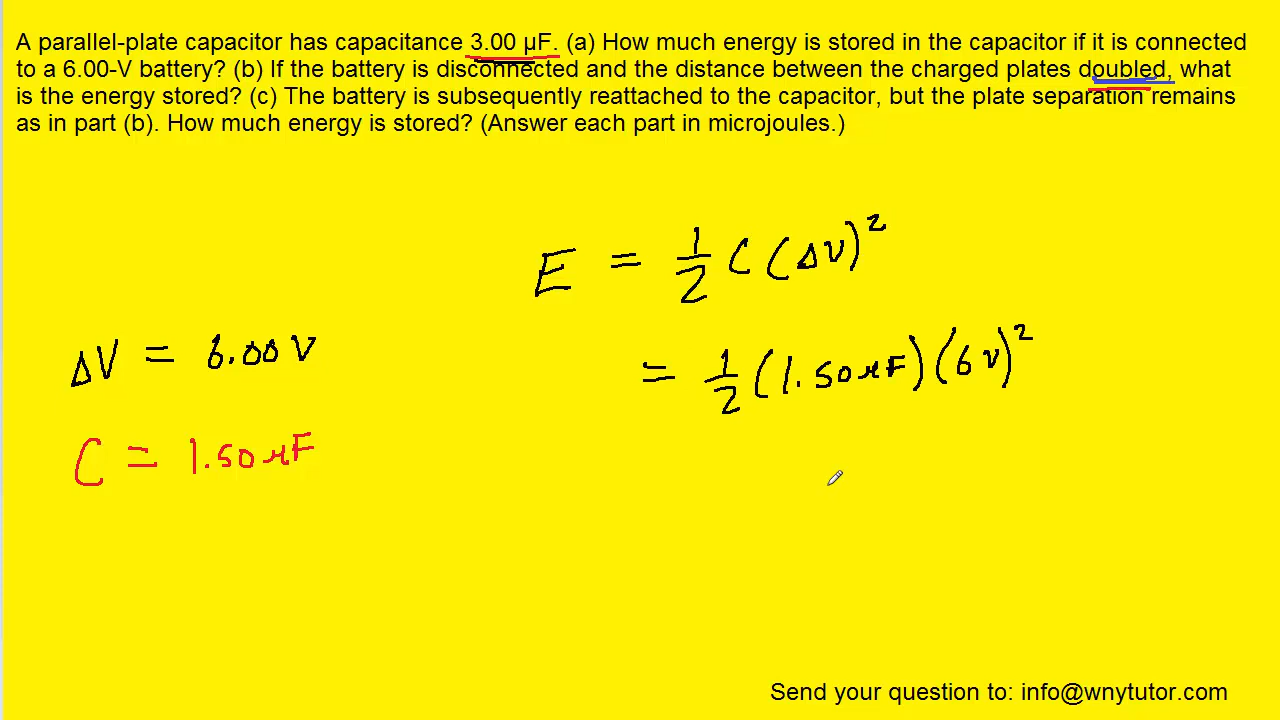 A parallel-plate capacitor has capacitance 3.00 µF. (a) How much energy is stored in the capacitor if it is connected
to a 6.00-V battery? (b) If the battery is disconnected and the distance between the charged plates doubled, what
is the energy stored? (c) The battery is subsequently reattached to the capacitor, but the plate separation remains
as in part (b). How much energy is stored? (Answer each part in microjoules.)
E = 1/2 C (ΔV)²
ΔV = 6.00 V
= 1/2 (1.50 µF) (6 V)²
C = 1.50 µF
Send your question to: info@wnytutor.com